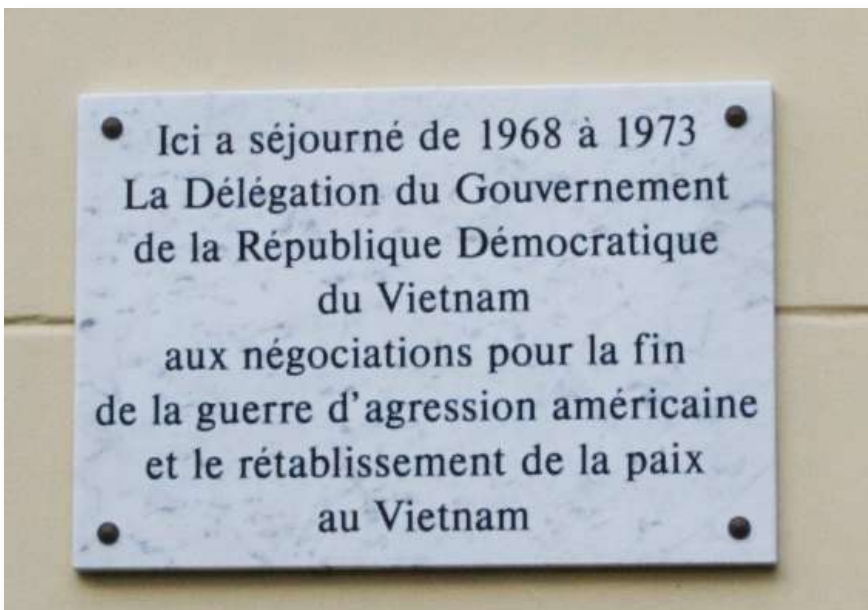 Ici a séjourné de 1968 à 1973
La Délégation du Gouvernement
de la République Démocratique
du Vietnam
aux négociations pour la fin
de la guerre d'agression américaine
et le rétablissement de la paix
au Vietnam